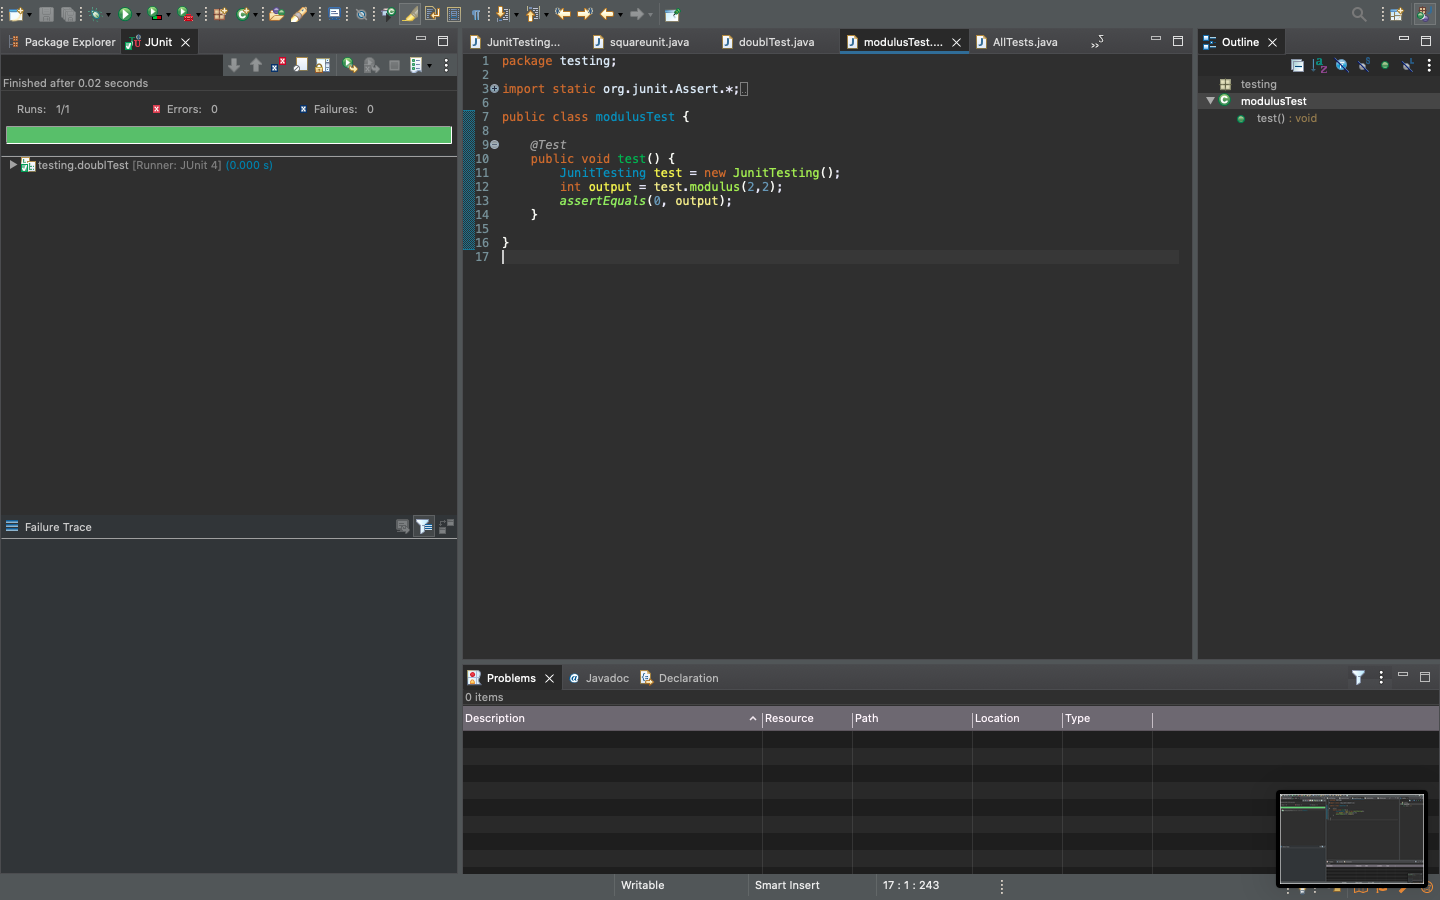 Package Explorer
JUnit
Finished after 0.02 seconds
Runs: 1/1
Errors: 0
Failures: 0
testing.doublTest [Runner: JUnit 4] (0.000 s)
Failure Trace
JunitTesting...
squareunit.java
doublTest.java
modulusTest....
AllTests.java
»2
1 package testing;
2
3 import static org.junit.Assert.*;
6
7 public class modulusTest {
8
9 @Test
10 public void test() {
11 JunitTesting test = new JunitTesting();
12 int output = test.modulus(2,2);
13 assertEquals(0, output);
14 }
15
16 }
17
Outline
testing
modulusTest
test() : void
Problems
Javadoc
Declaration
0 items
Description
Resource
Path
Location
Type
Writable
Smart Insert
17 : 1 : 243